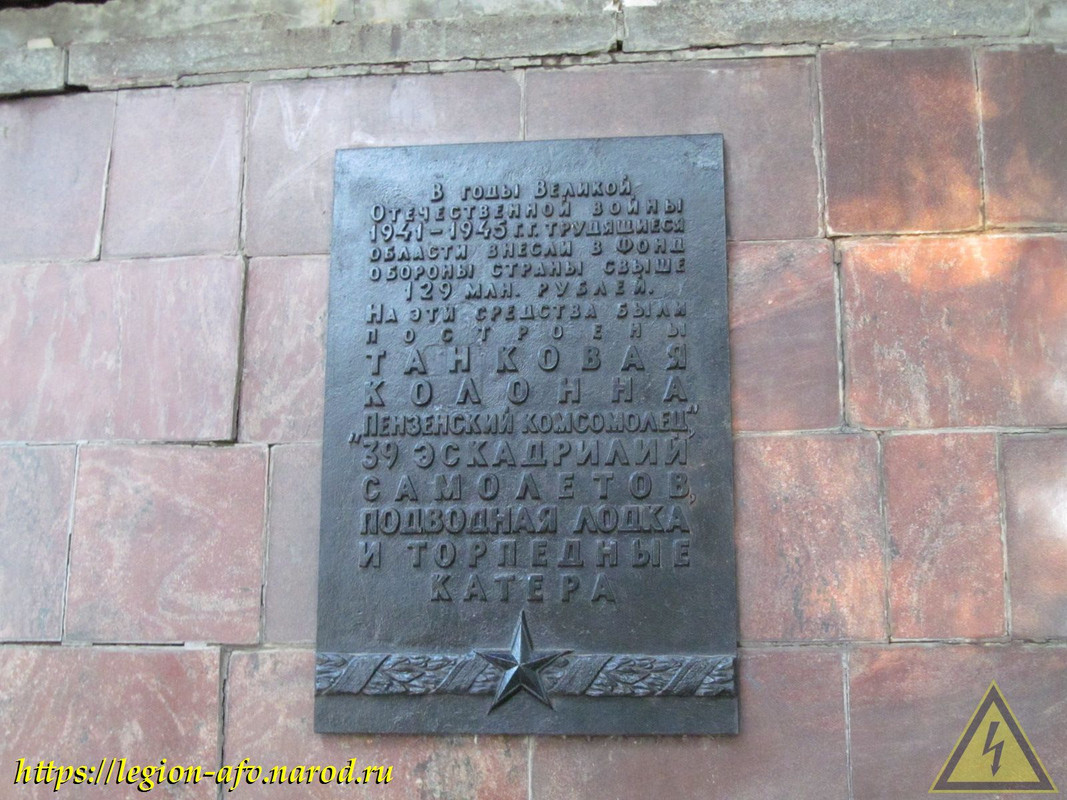 В годы Великой
Отечественной войны
1941-1945 г.г. трудящиеся
области внесли в Фонд
обороны страны свыше
129 млн. рублей.
На эти средства были
построены
ТАНКОВАЯ
КОЛОННА
„ПЕНЗЕНСКИЙ КОМСОМОЛЕЦ",
39 ЭСКАДРИЛИЙ
САМОЛЕТОВ,
ПОДВОДНАЯ ЛОДКА
И ТОРПЕДНЫЕ
КАТЕРА
https://legion-afv.narod.ru